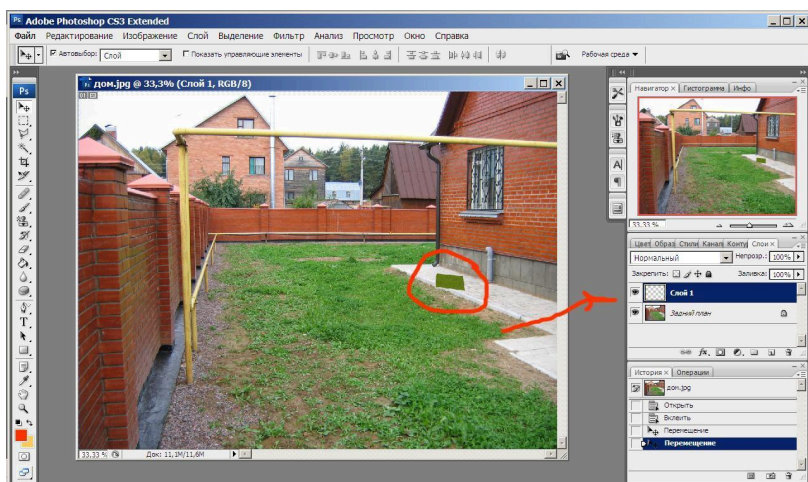 Ps Adobe Photoshop CS3 Extended
Файл Редактирование Изображение Слой Выделение Фильтр Анализ Просмотр Окно Справка
Автовыбор: Слой Показать управляющие элементы Рабочая среда
дом.jpg @ 33,3% (Слой 1, RGB/8)
Ps
T
A
Навигатор × Гистограмма Инфо
33.33 %
Цвет Образ Стили Канал Контур Слои ×
Нормальный Непрозр.: 100%
Закрепить: Заливка: 100%
Слой 1
Задний план
fx.
История × Операции
дом.jpg
Открыть
Вклеить
Перемещение
Перемещение
33,33 % Док: 11,1M/11,6M